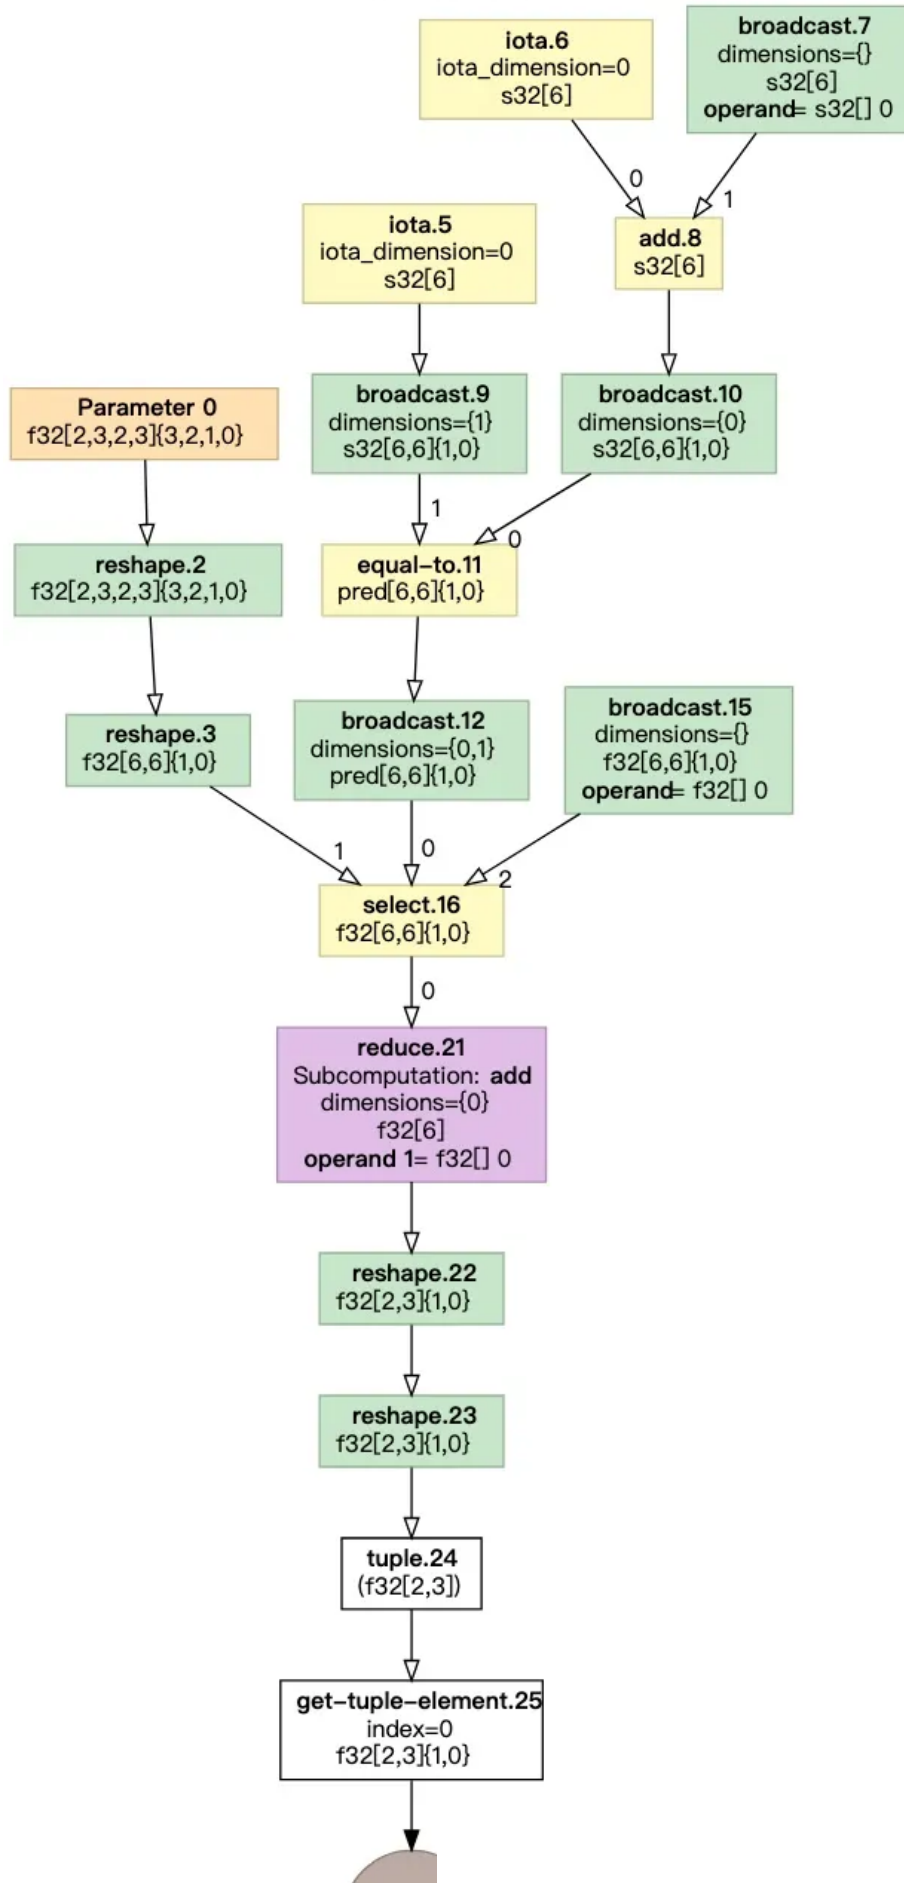 iota.6
iota_dimension=0
s32[6]
broadcast.7
dimensions={}
s32[6]
operand= s32[] 0
0
1
iota.5
iota_dimension=0
s32[6]
add.8
s32[6]
Parameter 0
f32[2,3,2,3]{3,2,1,0}
broadcast.9
dimensions={1}
s32[6,6]{1,0}
broadcast.10
dimensions={0}
s32[6,6]{1,0}
1
0
reshape.2
f32[2,3,2,3]{3,2,1,0}
equal-to.11
pred[6,6]{1,0}
reshape.3
f32[6,6]{1,0}
broadcast.12
dimensions={0,1}
pred[6,6]{1,0}
broadcast.15
dimensions={}
f32[6,6]{1,0}
operand= f32[] 0
1
0
2
select.16
f32[6,6]{1,0}
0
reduce.21
Subcomputation: add
dimensions={0}
f32[6]
operand 1= f32[] 0
reshape.22
f32[2,3]{1,0}
reshape.23
f32[2,3]{1,0}
tuple.24
(f32[2,3])
get-tuple-element.25
index=0
f32[2,3]{1,0}